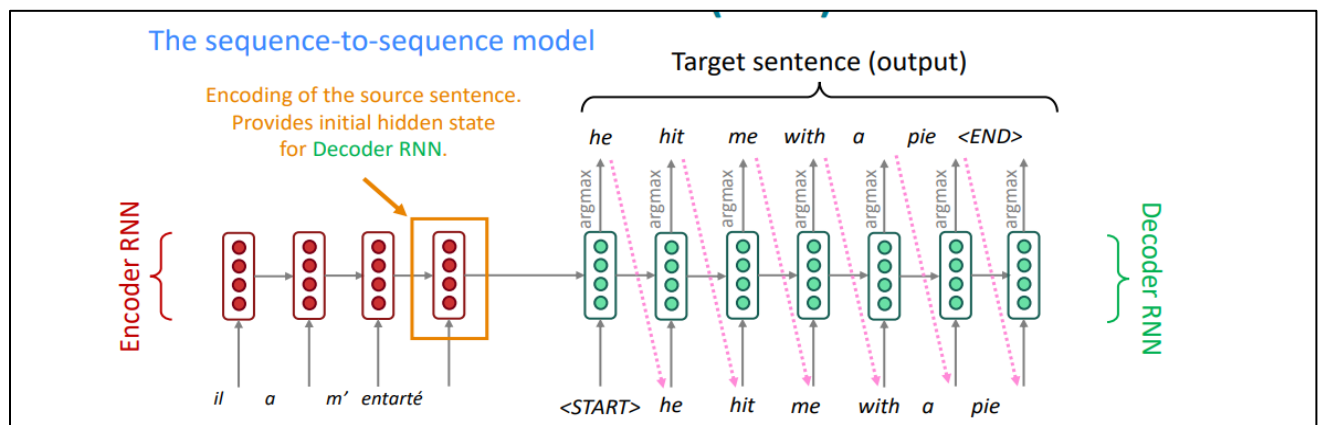 The sequence-to-sequence model
Target sentence (output)
Encoding of the source sentence.
Provides initial hidden state
for Decoder RNN.
he hit me with a pie <END>
argmax argmax argmax argmax argmax argmax argmax
Encoder RNN
Decoder RNN
il a m' entarté
<START> he hit me with a pie